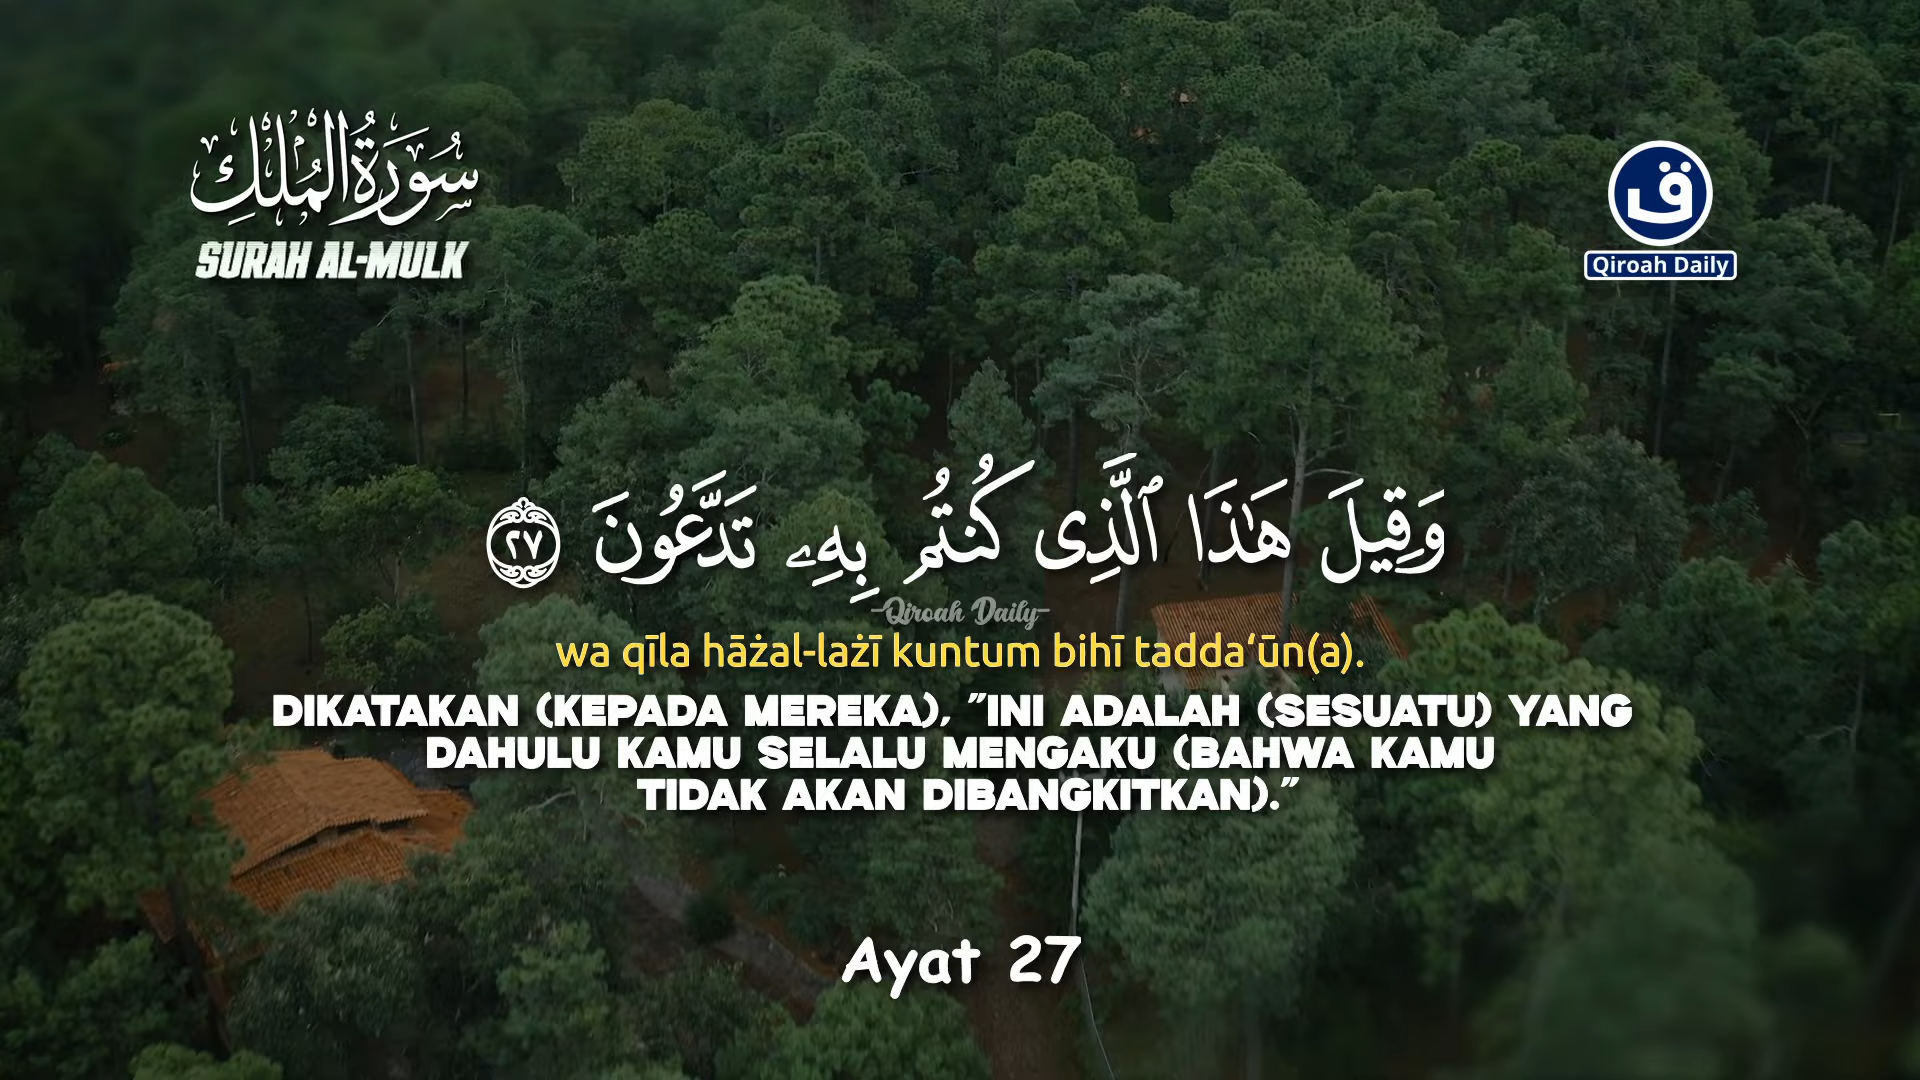 سُورَةُ الْمُلْكِ
SURAH AL-MULK
ق
Qiroah Daily
وَقِيلَ هَٰذَا ٱلَّذِى كُنتُم بِهِۦ تَدَّعُونَ ٢٧
-Qiroah Daily-
wa qīla hāżal-lażī kuntum bihī tadda‘ūn(a).
DIKATAKAN (KEPADA MEREKA), "INI ADALAH (SESUATU) YANG
DAHULU KAMU SELALU MENGAKU (BAHWA KAMU
TIDAK AKAN DIBANGKITKAN)."
Ayat 27